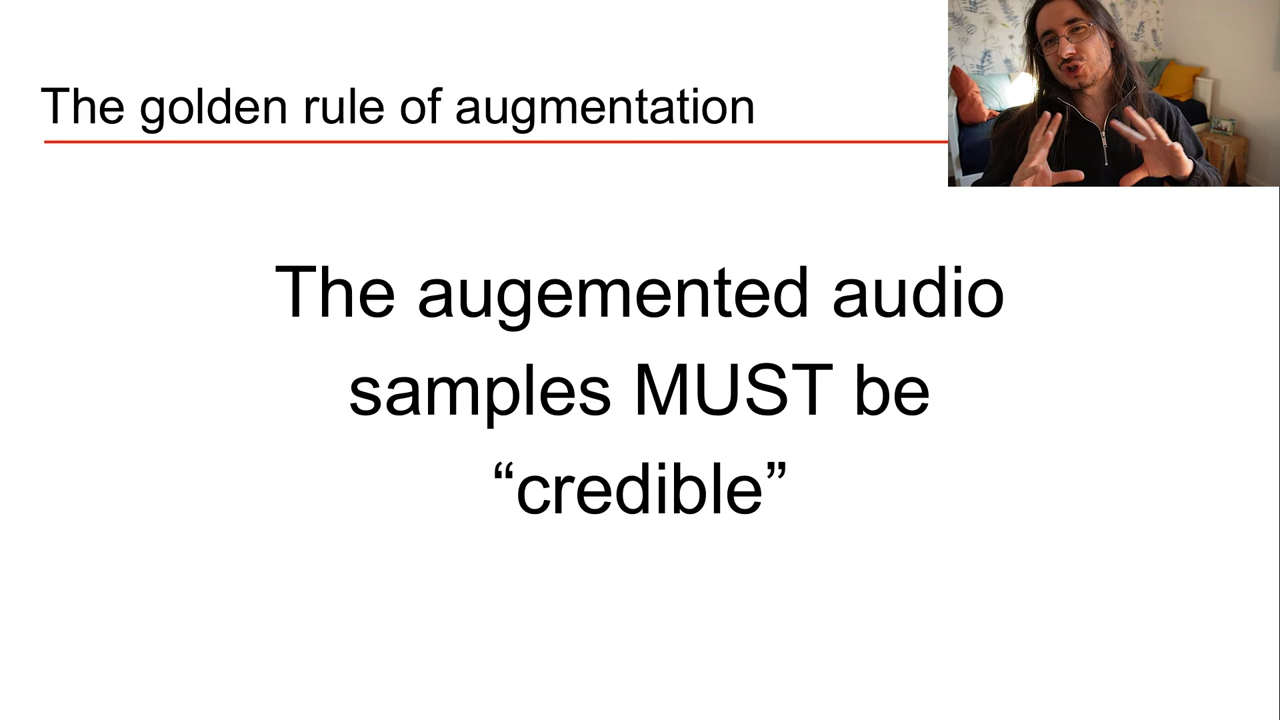 The golden rule of augmentation
The augemented audio
samples MUST be
“credible”